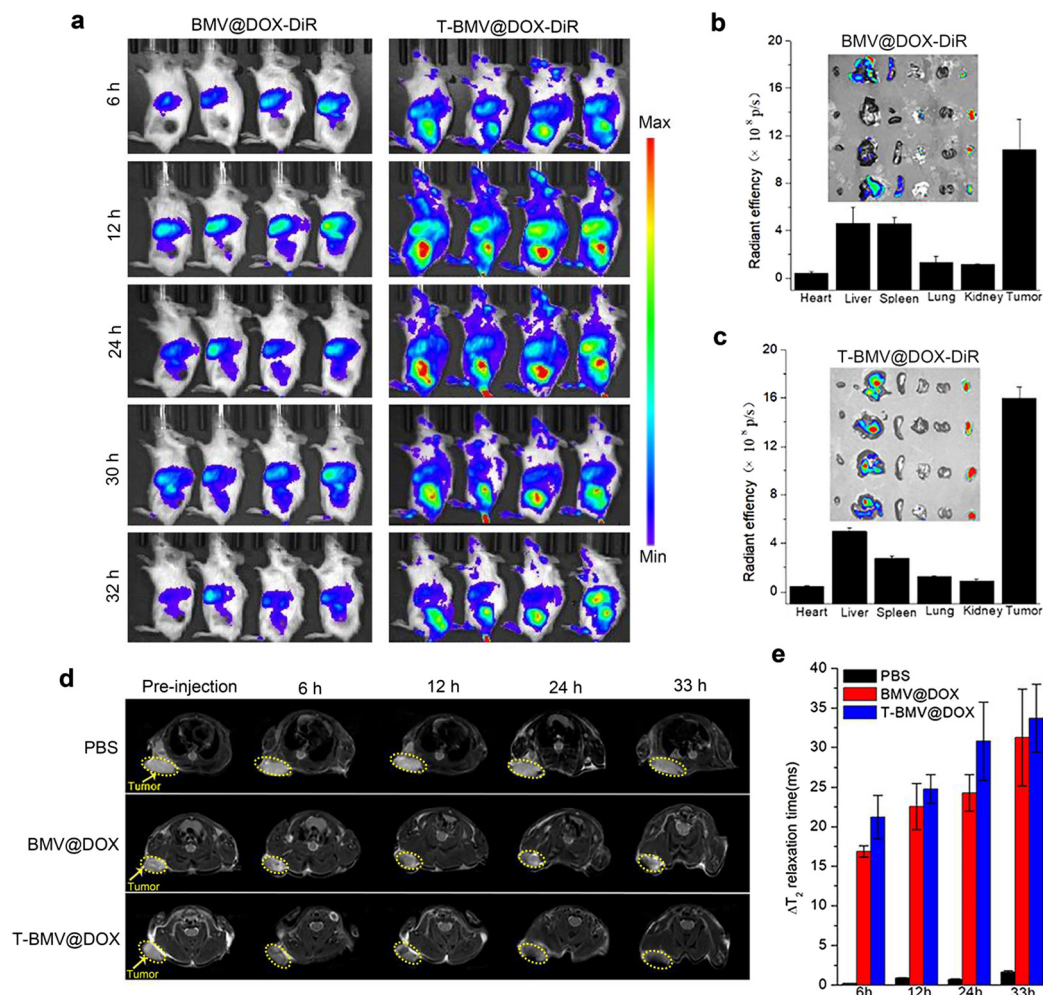 a
BMV@DOX-DiR
T-BMV@DOX-DiR
6 h
12 h
24 h
30 h
32 h
Max
Min
b
BMV@DOX-DiR
Radiant effiency (× 10⁸ p/s)
20
16
12
8
4
0
Heart Liver Spleen Lung Kidney Tumor
c
T-BMV@DOX-DiR
Radiant effiency (× 10⁸ p/s)
20
16
12
8
4
0
Heart Liver Spleen Lung Kidney Tumor
d
Pre-injection 6 h 12 h 24 h 33 h
PBS
Tumor
BMV@DOX
Tumor
T-BMV@DOX
Tumor
e
PBS
BMV@DOX
T-BMV@DOX
ΔT₂ relaxation time(ms)
40
35
30
25
20
15
10
5
0
6h 12h 24h 33h